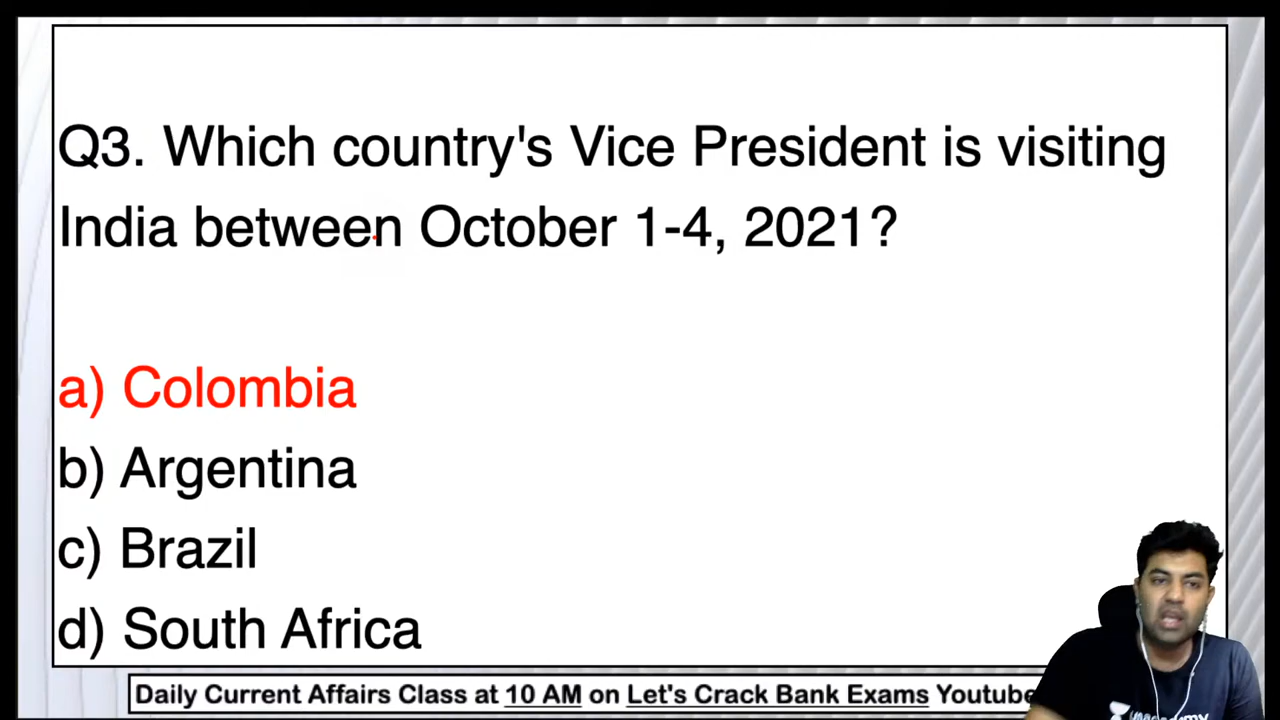 Q3. Which country's Vice President is visiting
India between October 1-4, 2021?
a) Colombia
b) Argentina
c) Brazil
d) South Africa
Daily Current Affairs Class at 10 AM on Let's Crack Bank Exams Youtube